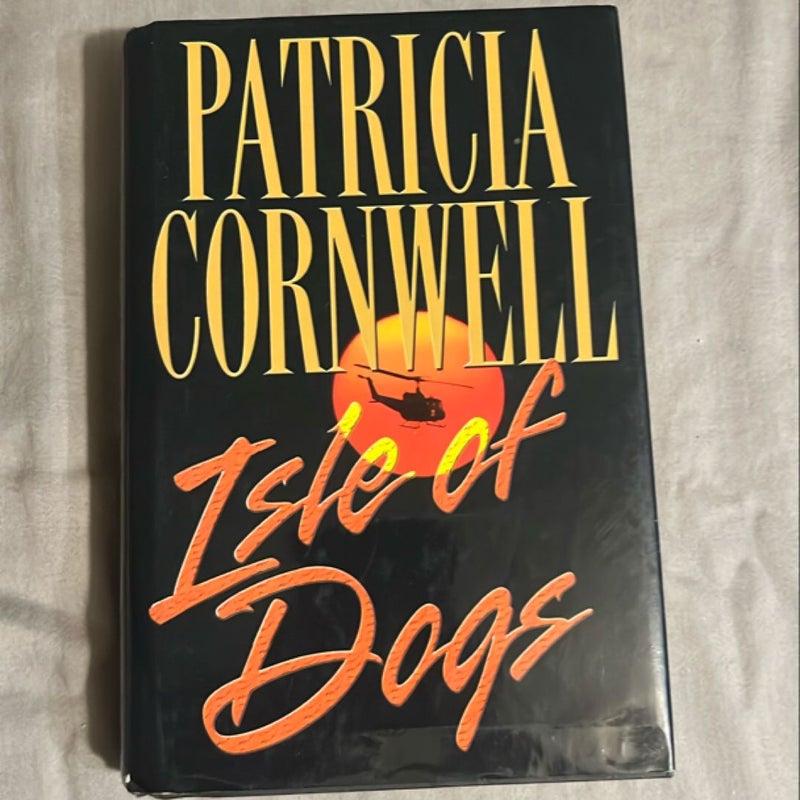 PATRICIA
CORNWELL
Isle of
Dogs